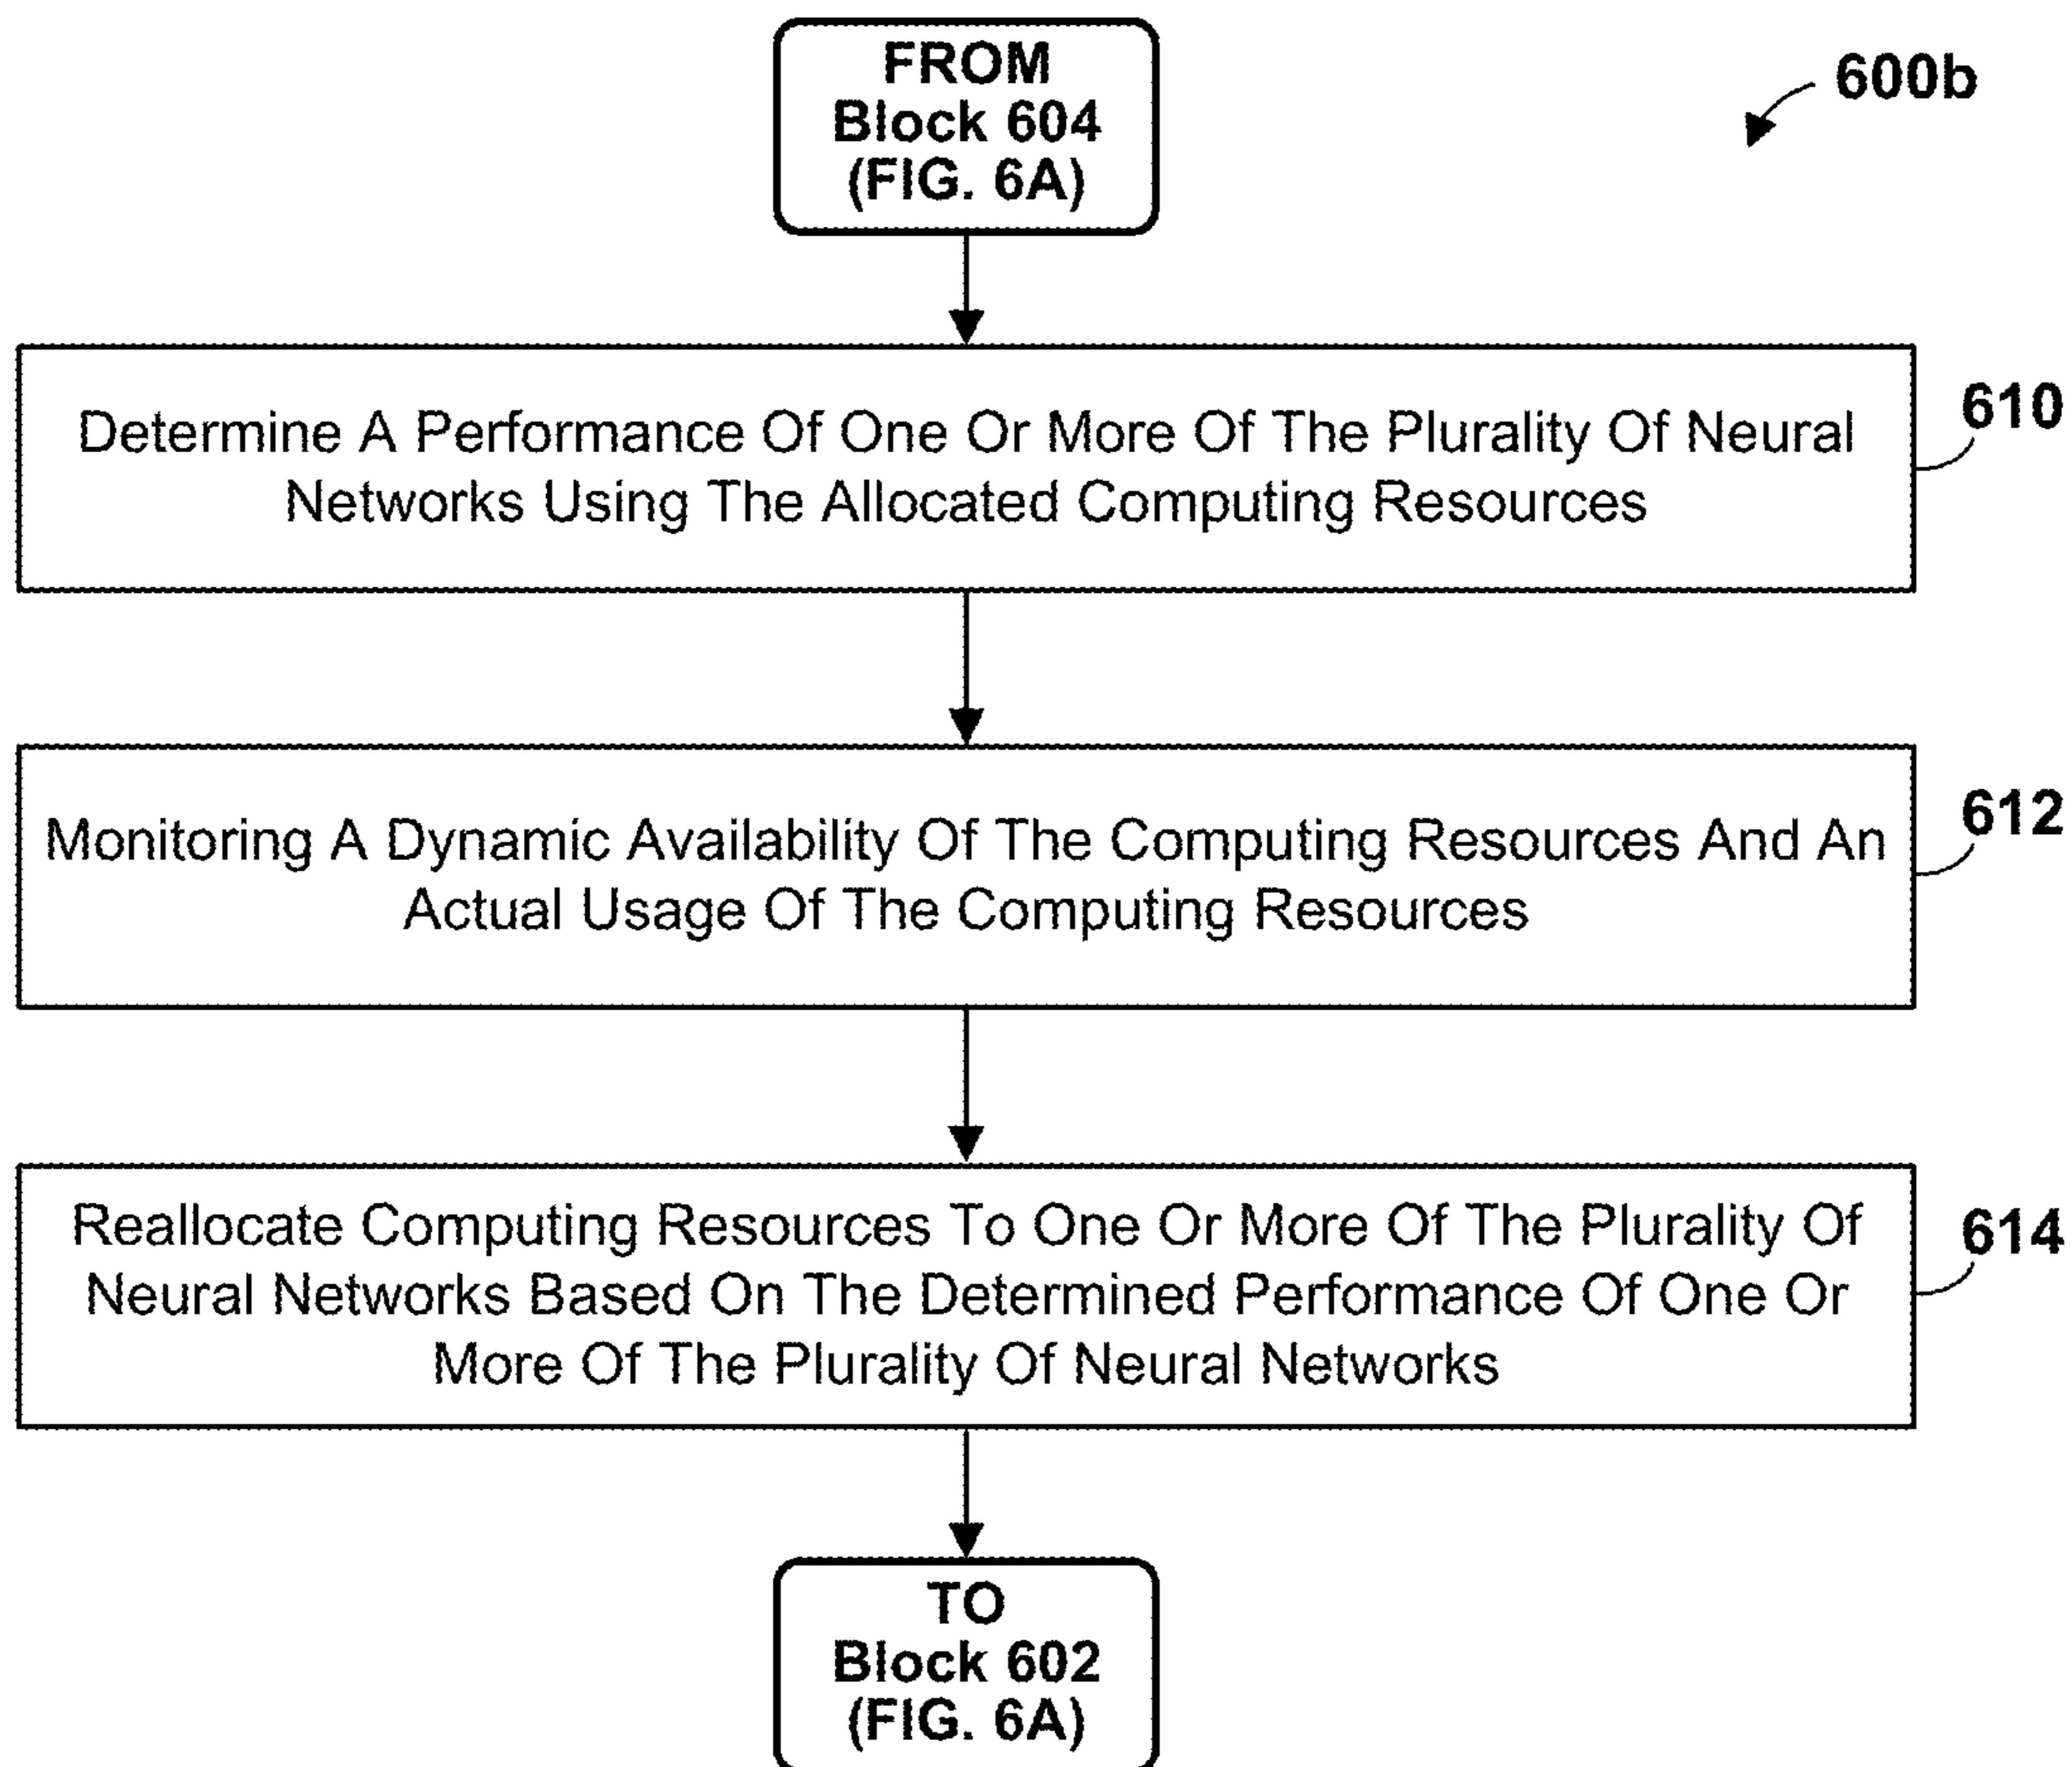 FROM
Block 604
(FIG. 6A)
600b
Determine A Performance Of One Or More Of The Plurality Of Neural
Networks Using The Allocated Computing Resources
610
Monitoring A Dynamic Availability Of The Computing Resources And An
Actual Usage Of The Computing Resources
612
Reallocate Computing Resources To One Or More Of The Plurality Of
Neural Networks Based On The Determined Performance Of One Or
More Of The Plurality Of Neural Networks
614
TO
Block 602
(FIG. 6A)